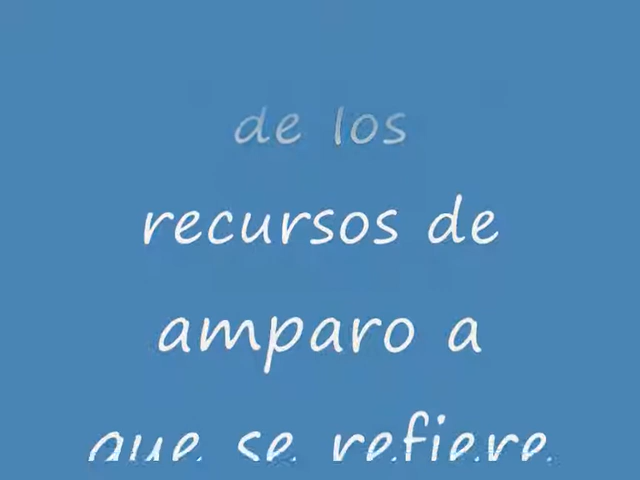 de los
recursos de
amparo a
que se refiere